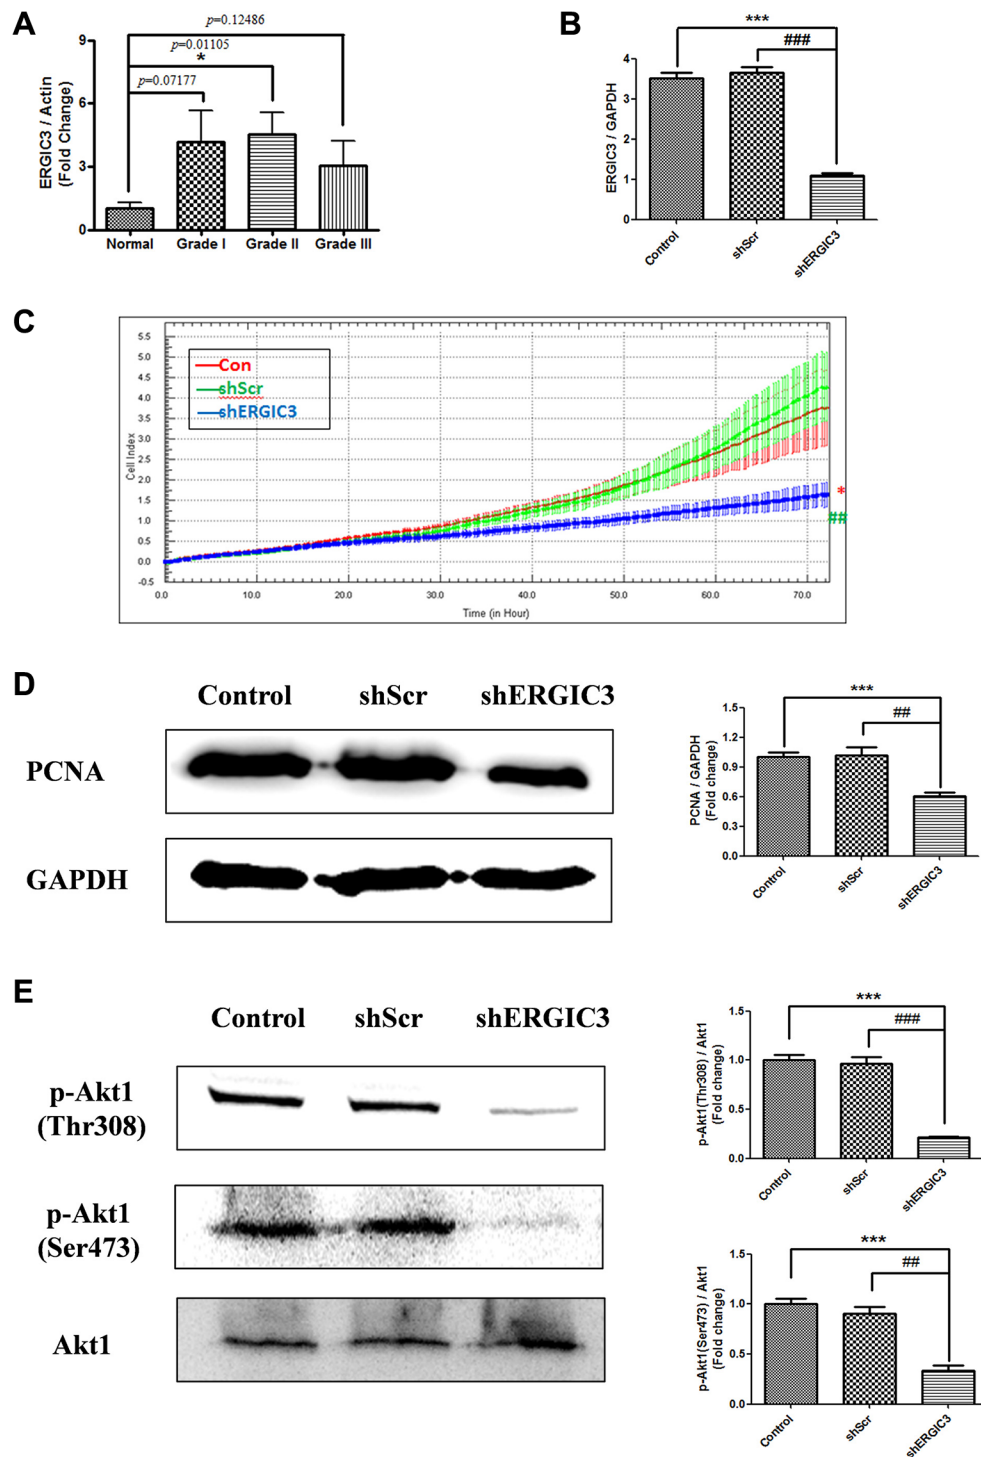 A
p=0.12486
p=0.01105
*
p=0.07177
ERGIC3 / Actin
(Fold Change)
9
6
3
0
Normal Grade I Grade II Grade III
B
***
###
ERGIC3 / GAPDH
4
3
2
1
0
Control shScr shERGIC3
C
Con
shScr
shERGIC3
Cell Index
5.5
5.0
4.5
4.0
3.5
3.0
2.5
2.0
1.5
1.0
0.5
0.0
-0.5
*
##
0.0 10.0 20.0 30.0 40.0 50.0 60.0 70.0
Time (in Hour)
D
Control shScr shERGIC3
PCNA
GAPDH
***
##
PCNA / GAPDH
(Fold change)
1.5
1.2
0.9
0.6
0.3
0.0
Control shScr shERGIC3
E
Control shScr shERGIC3
p-Akt1
(Thr308)
p-Akt1
(Ser473)
Akt1
***
###
p-Akt1(Thr308) / Akt1
(Fold change)
1.5
1.0
0.5
0.0
Control shScr shERGIC3
***
##
p-Akt1(Ser473) / Akt1
(Fold change)
1.5
1.0
0.5
0.0
Control shScr shERGIC3